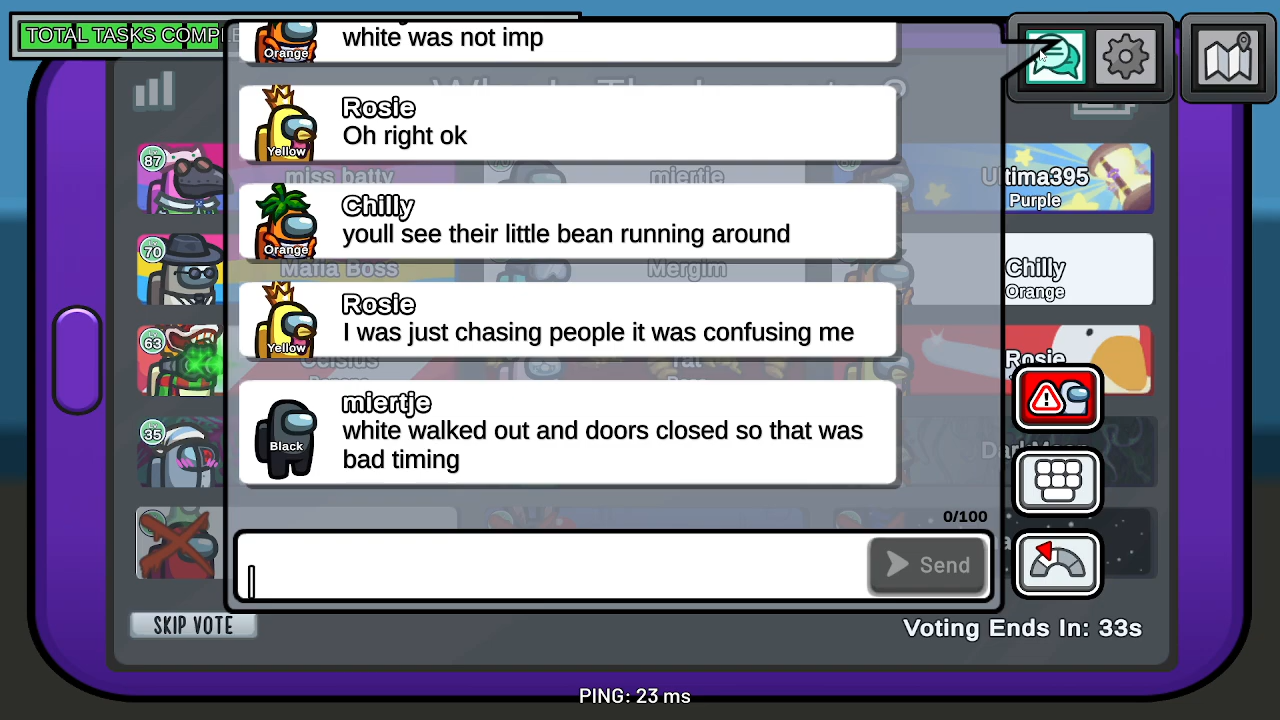 TOTAL TASKS COMPLE
white was not imp
Orange
Rosie
Oh right ok
Yellow
87
miss batty
miertje
Ultima395
Purple
Chilly
youll see their little bean running around
Orange
70
Mafia Boss
Mergim
Chilly
Orange
Rosie
I was just chasing people it was confusing me
Yellow
63
Celsius
Rosie
miertje
white walked out and doors closed so that was
bad timing
Black
35
0/100
Send
SKIP VOTE
Voting Ends In: 33s
PING: 23 ms